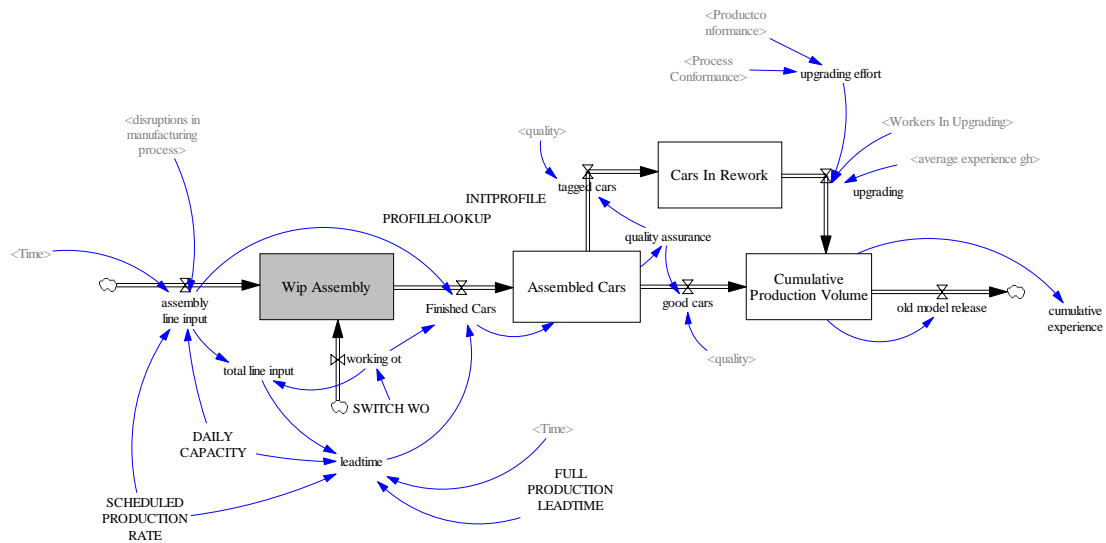 <Productco
nformance>
<Process
Conformance>
upgrading effort
<disruptions in
manufacturing
process>
<quality>
<Workers In Upgrading>
<average experience gh>
Cars In Rework
tagged cars
upgrading
INITPROFILE
PROFILELOOKUP
quality assurance
<Time>
Wip Assembly
Assembled Cars
Cumulative
Production Volume
assembly
line input
Finished Cars
good cars
old model release
cumulative
experience
total line input
working ot
<quality>
SWITCH WO
DAILY
CAPACITY
<Time>
leadtime
FULL
PRODUCTION
LEADTIME
SCHEDULED
PRODUCTION
RATE